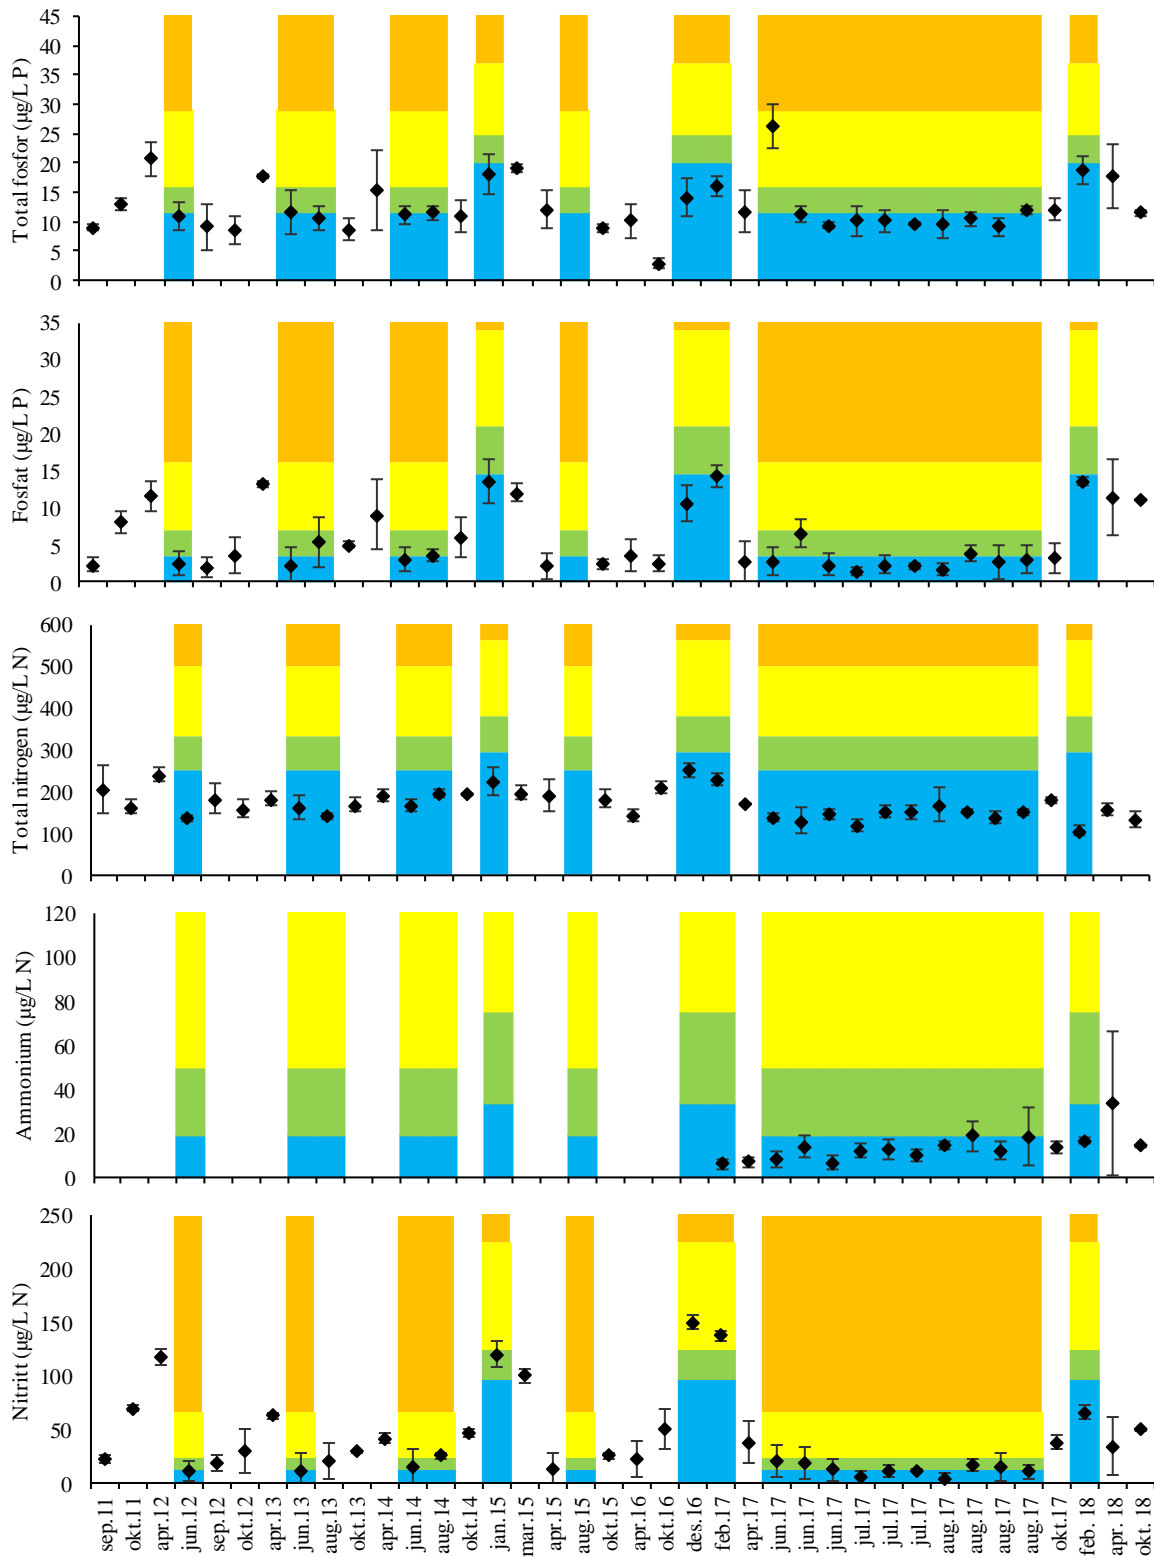 Total fosfor (µg/L P)
45
40
35
30
25
20
15
10
5
0
Fosfat (µg/L P)
35
30
25
20
15
10
5
0
Total nitrogen (µg/L N)
600
500
400
300
200
100
0
Ammonium (µg/L N)
120
100
80
60
40
20
0
Nitritt (µg/L N)
250
200
150
100
50
0
sep.11
okt.11
apr.12
jun.12
sep.12
okt.12
apr.13
jun.13
aug.13
okt.13
apr.14
jun.14
aug.14
okt.14
jan.15
mar.15
apr.15
aug.15
okt.15
apr.16
okt.16
des.16
feb.17
apr.17
jun.17
jun.17
jun.17
jul.17
jul.17
jul.17
aug.17
aug.17
aug.17
aug.17
okt.17
feb. 18
apr. 18
okt. 18